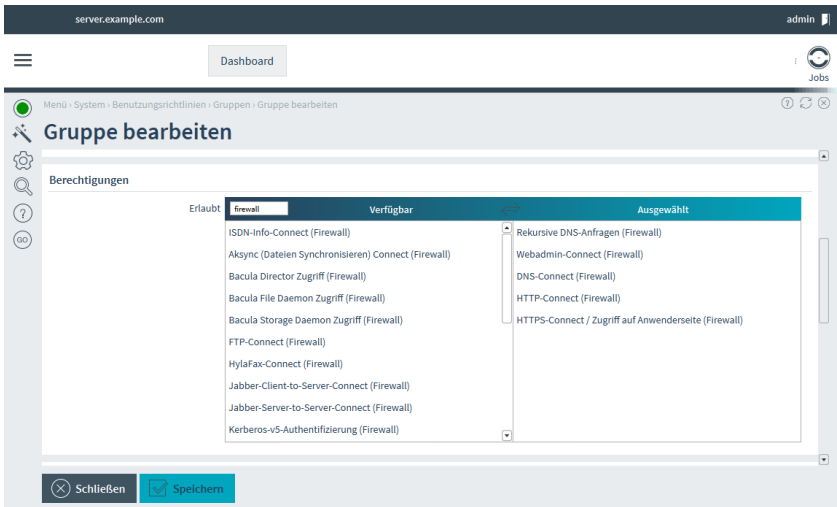 server.example.com
admin
Dashboard
Jobs
Menü › System › Benutzungsrichtlinien › Gruppen › Gruppe bearbeiten
Gruppe bearbeiten
Berechtigungen
Erlaubt
firewall
Verfügbar
Ausgewählt
ISDN-Info-Connect (Firewall)
Aksync (Dateien Synchronisieren) Connect (Firewall)
Bacula Director Zugriff (Firewall)
Bacula File Daemon Zugriff (Firewall)
Bacula Storage Daemon Zugriff (Firewall)
FTP-Connect (Firewall)
HylaFax-Connect (Firewall)
Jabber-Client-to-Server-Connect (Firewall)
Jabber-Server-to-Server-Connect (Firewall)
Kerberos-v5-Authentifizierung (Firewall)
Rekursive DNS-Anfragen (Firewall)
Webadmin-Connect (Firewall)
DNS-Connect (Firewall)
HTTP-Connect (Firewall)
HTTPS-Connect / Zugriff auf Anwenderseite (Firewall)
GO
Schließen
Speichern